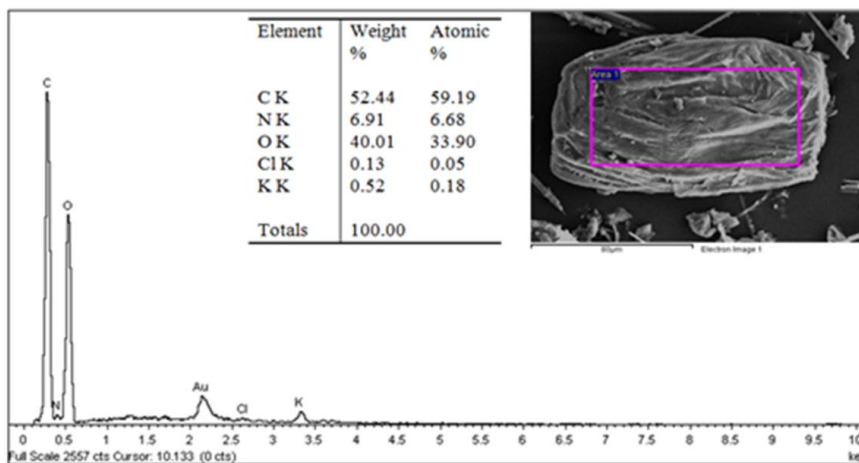 Element Weight % Atomic %
C K 52.44 59.19
N K 6.91 6.68
O K 40.01 33.90
Cl K 0.13 0.05
K K 0.52 0.18
Totals 100.00
Area 1
80µm Electron Image 1
C
O
N
Au
Cl
K
0 0.5 1 1.5 2 2.5 3 3.5 4 4.5 5 5.5 6 6.5 7 7.5 8 8.5 9 9.5 10
Full Scale 2557 cts Cursor: 10.133 (0 cts)